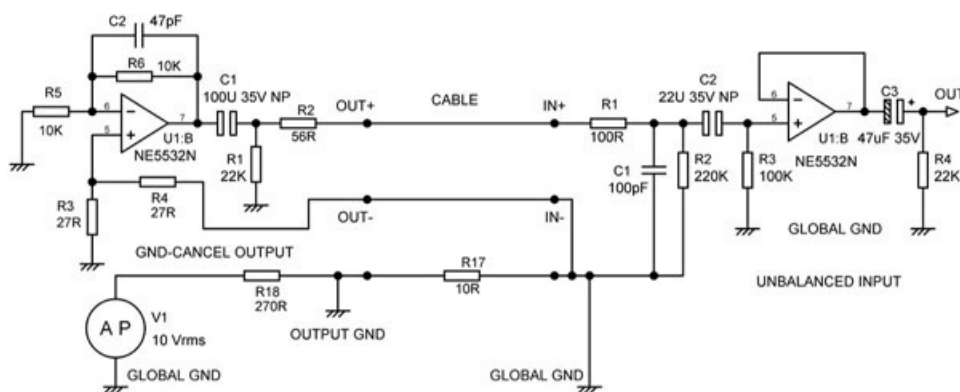 C2 47pF
R6 10K
R5
10K
6
5
7
U1:B
NE5532N
C1
100U 35V NP
R2
56R
R1
22K
OUT+
CABLE
IN+
R1
100R
C2
22U 35V NP
6
5
7
U1:B
NE5532N
C3
+
47uF 35V
OUT
R3
27R
R4
27R
OUT-
IN-
C1
100pF
R2
220K
R3
100K
R4
22K
GLOBAL GND
GND-CANCEL OUTPUT
UNBALANCED INPUT
R18
270R
R17
10R
OUTPUT GND
A P
V1
10 Vrms
GLOBAL GND
GLOBAL GND